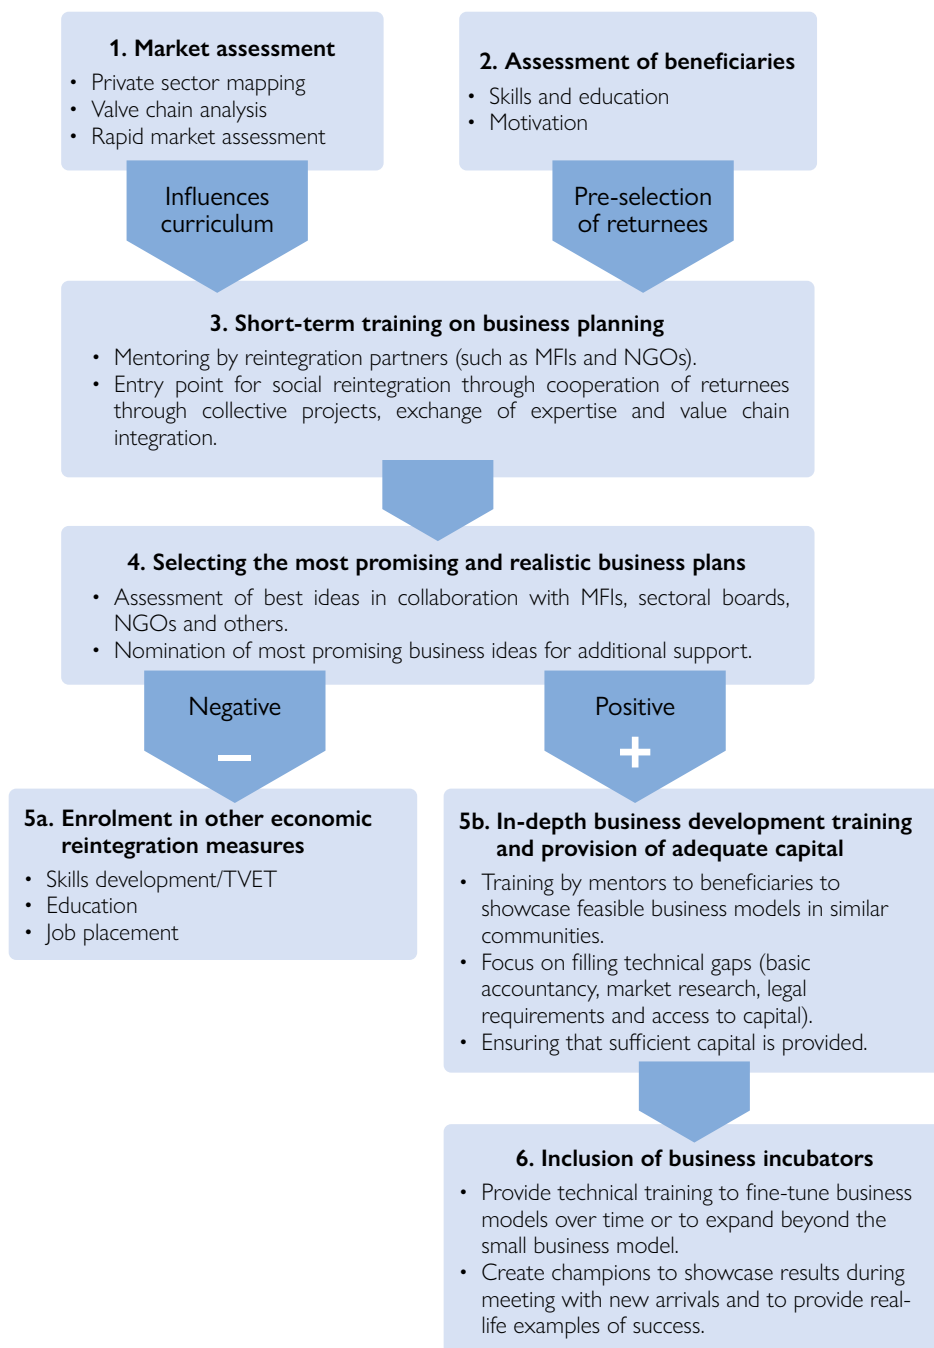 1. Market assessment
• Private sector mapping
• Valve chain analysis
• Rapid market assessment
2. Assessment of beneficiaries
• Skills and education
• Motivation
Influences
curriculum
Pre-selection
of returnees
3. Short-term training on business planning
• Mentoring by reintegration partners (such as MFIs and NGOs).
• Entry point for social reintegration through cooperation of returnees
through collective projects, exchange of expertise and value chain
integration.
4. Selecting the most promising and realistic business plans
• Assessment of best ideas in collaboration with MFIs, sectoral boards,
NGOs and others.
• Nomination of most promising business ideas for additional support.
Negative
–
Positive
+
5a. Enrolment in other economic
reintegration measures
• Skills development/TVET
• Education
• Job placement
5b. In-depth business development training
and provision of adequate capital
• Training by mentors to beneficiaries to
showcase feasible business models in similar
communities.
• Focus on filling technical gaps (basic
accountancy, market research, legal
requirements and access to capital).
• Ensuring that sufficient capital is provided.
6. Inclusion of business incubators
• Provide technical training to fine-tune business
models over time or to expand beyond the
small business model.
• Create champions to showcase results during
meeting with new arrivals and to provide real-
life examples of success.